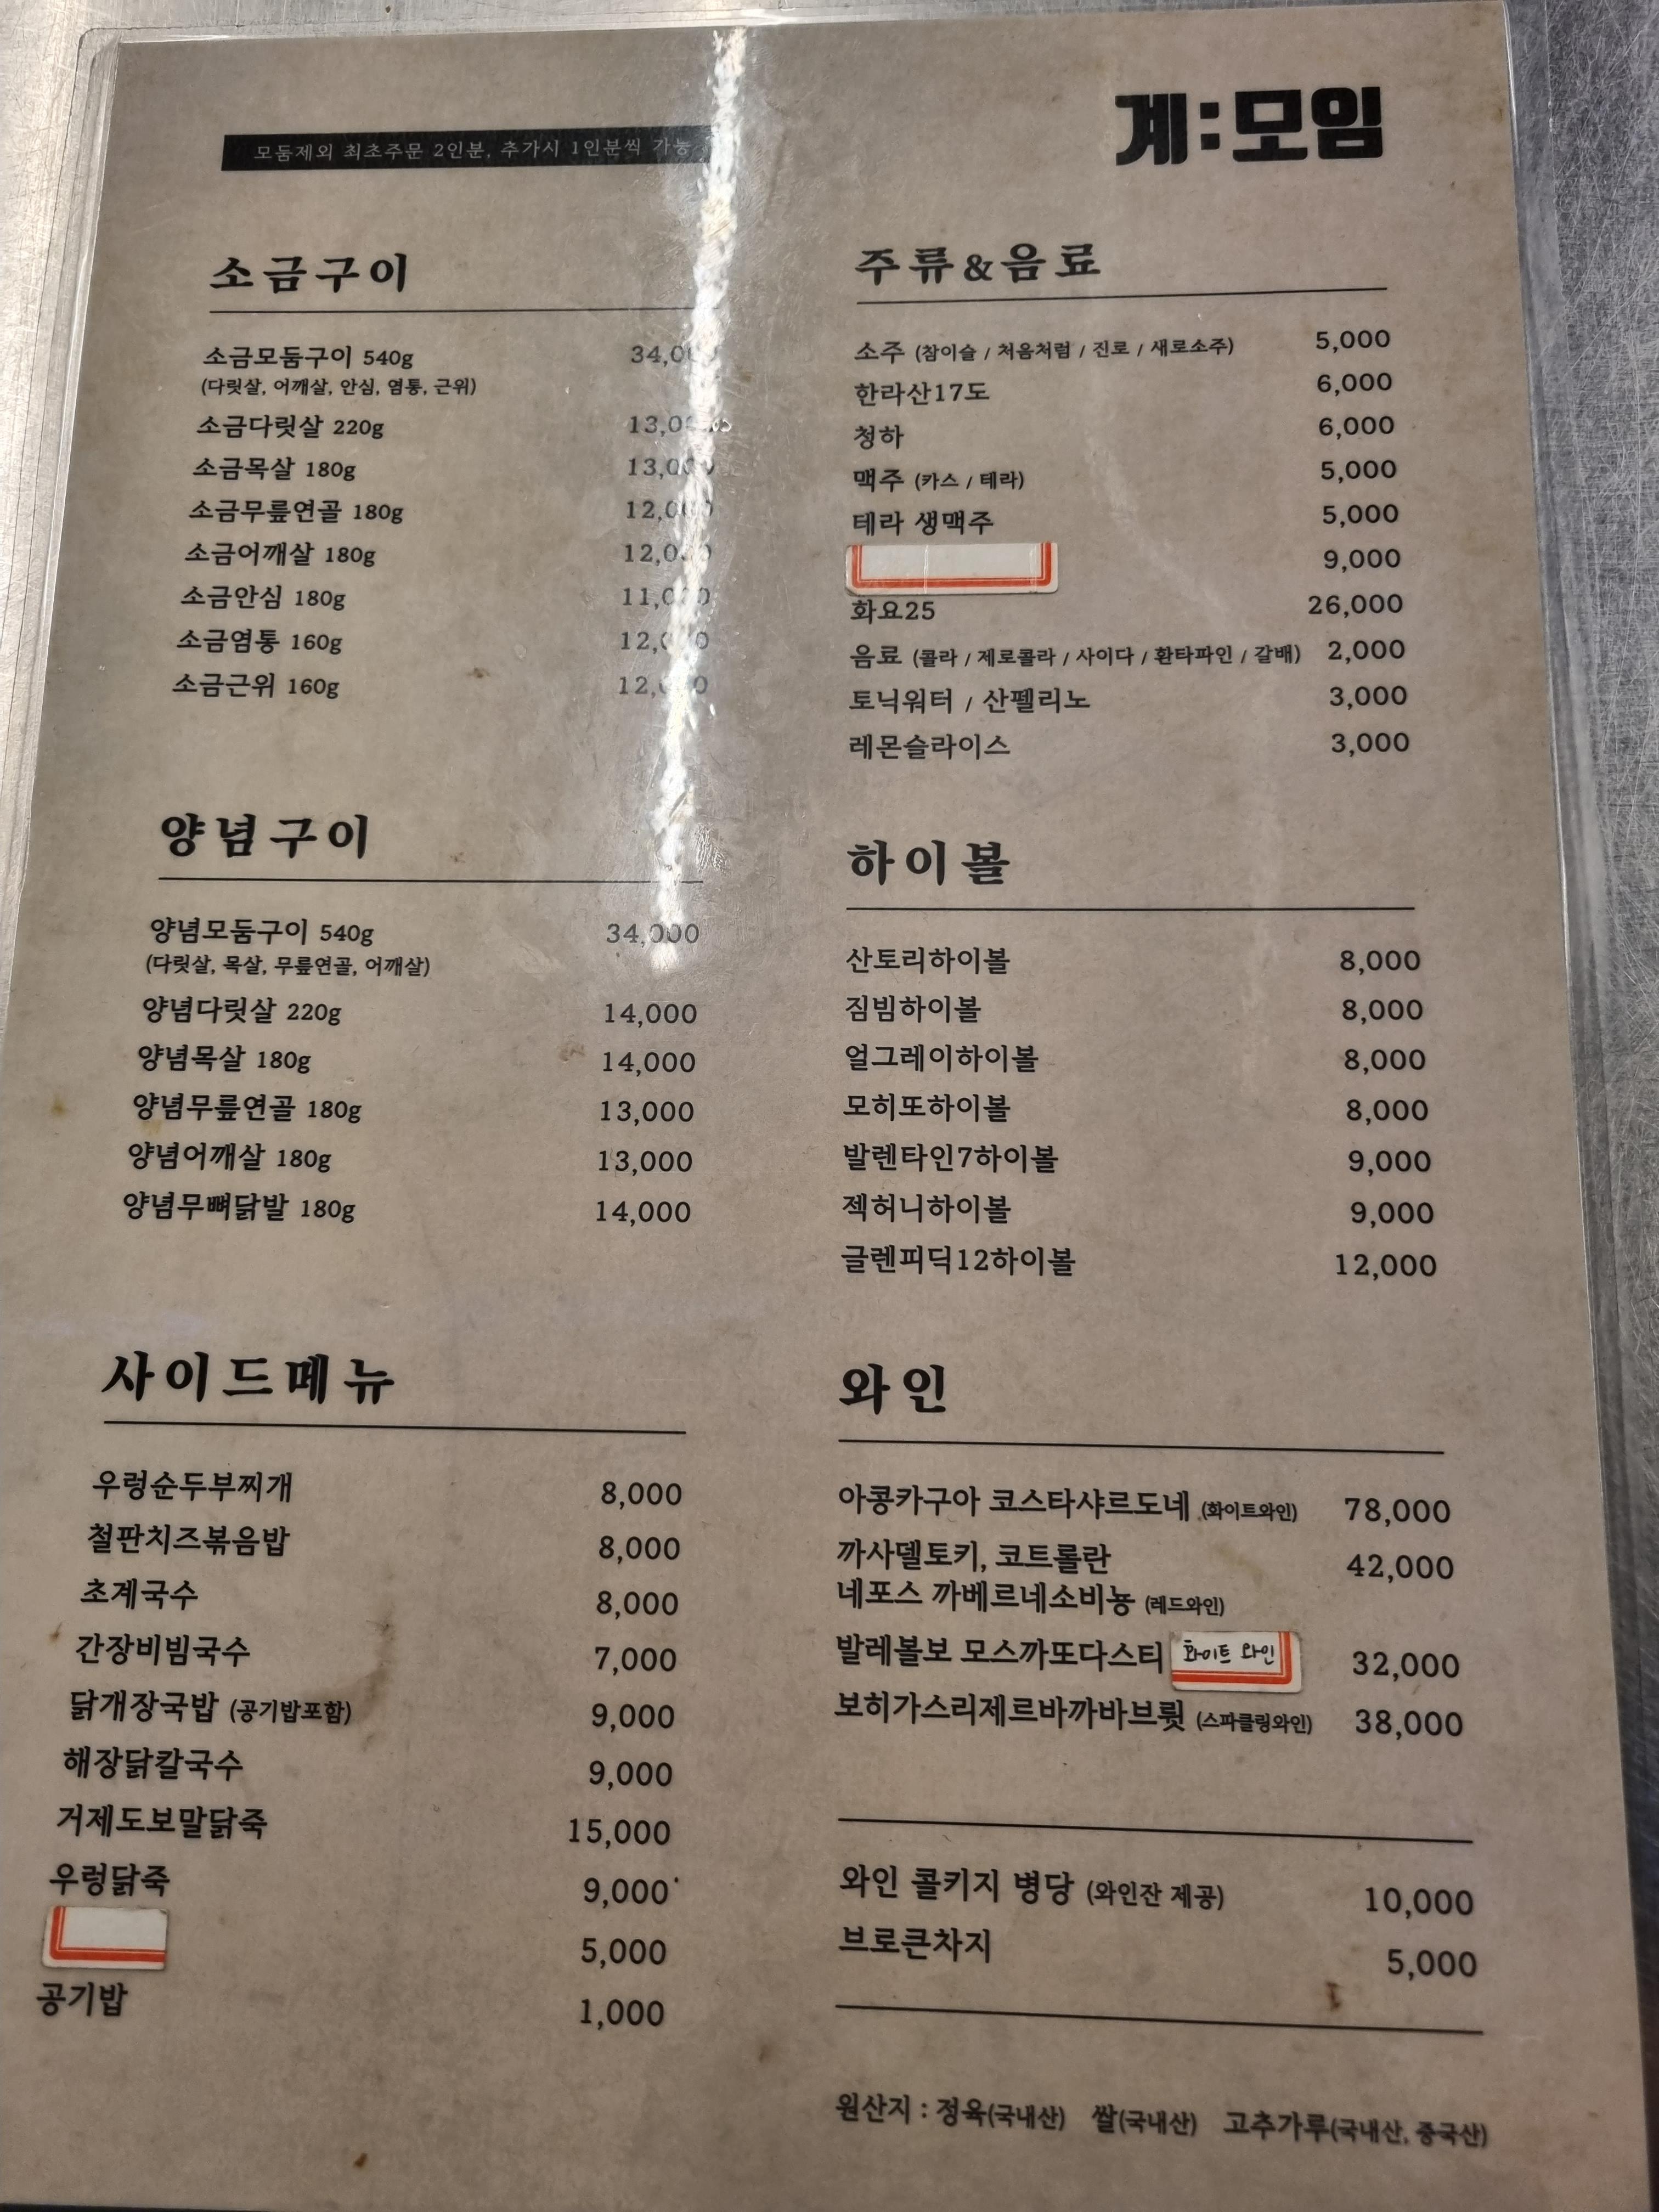 계:모임
모둠제외 최초주문 2인분, 추가시 1인분씩 가능
소금구이
소금모둠구이 540g
(다릿살, 어깨살, 안심, 염통, 근위)
소금다릿살 220g
소금목살 180g
소금무릎연골 180g
소금어깨살 180g
소금안심 180g
소금염통 160g
소금근위 160g
양념구이
양념모둠구이 540g 34,000
(다릿살, 목살, 무릎연골, 어깨살)
양념다릿살 220g 14,000
양념목살 180g 14,000
양념무릎연골 180g 13,000
양념어깨살 180g 13,000
양념무뼈닭발 180g 14,000
사이드메뉴
우렁순두부찌개 8,000
철판치즈볶음밥 8,000
초계국수 8,000
간장비빔국수 7,000
닭개장국밥 (공기밥포함) 9,000
해장닭칼국수 9,000
거제도보말닭죽 15,000
우렁닭죽 9,000
5,000
공기밥 1,000
주류&음료
소주 (참이슬 / 처음처럼 / 진로 / 새로소주) 5,000
한라산17도 6,000
청하 6,000
맥주 (카스 / 테라) 5,000
테라 생맥주 5,000
9,000
화요25 26,000
음료 (콜라 / 제로콜라 / 사이다 / 환타파인 / 갈배) 2,000
토닉워터 / 산펠리노 3,000
레몬슬라이스 3,000
하이볼
산토리하이볼 8,000
짐빔하이볼 8,000
얼그레이하이볼 8,000
모히또하이볼 8,000
발렌타인7하이볼 9,000
젝허니하이볼 9,000
글렌피딕12하이볼 12,000
와인
아콩카구아 코스타샤르도네 (화이트와인) 78,000
까사델토키, 코트롤란 42,000
네포스 까베르네소비뇽 (레드와인)
발레볼보 모스까또다스티 화이트 와인 32,000
보히가스리제르바까바브륏 (스파클링와인) 38,000
와인 콜키지 병당 (와인잔 제공) 10,000
브로큰차지 5,000
원산지 : 정육(국내산) 쌀(국내산) 고추가루(국내산, 중국산)